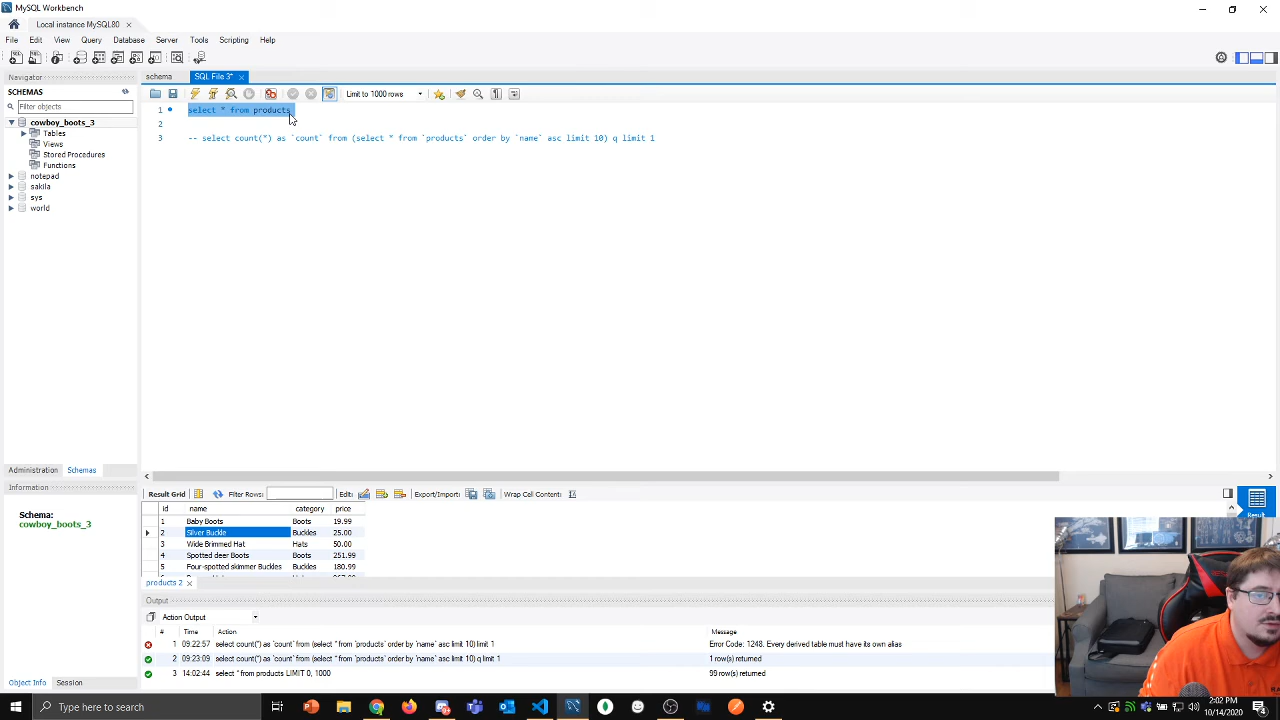 MySQL Workbench
Local instance MySQL80
File Edit View Query Database Server Tools Scripting Help
Navigator
schema SQL File 3*
SCHEMAS
Limit to 1000 rows
Filter objects
1 select * from products
cowboy_boots_3
2
Tables
3 -- select count(*) as `count` from (select * from `products` order by `name` asc limit 10) q limit 1
Views
Stored Procedures
Functions
notepad
sakila
sys
world
Administration Schemas
Information
Schema:
cowboy_boots_3
Result Grid Filter Rows: Edit: Export/Import: Wrap Cell Content:
id name category price
1 Baby Boots Boots 19.99
2 Silver Buckle Buckles 25.00
3 Wide Brimmed Hat Hats 50.00
4 Spotted deer Boots Boots 251.99
5 Four-spotted skimmer Buckles Buckles 180.99
Result
products 2
Output
Action Output
# Time Action Message
1 09:22:57 select count(*) as `count` from (select * from `products` order by `name` asc limit 10) limit 1 Error Code: 1248. Every derived table must have its own alias
2 09:23:09 select count(*) as `count` from (select * from `products` order by `name` asc limit 10) q limit 1 1 row(s) returned
3 14:02:44 select * from products LIMIT 0, 1000 99 row(s) returned
Object Info Session
Type here to search
2:02 PM
10/14/2020